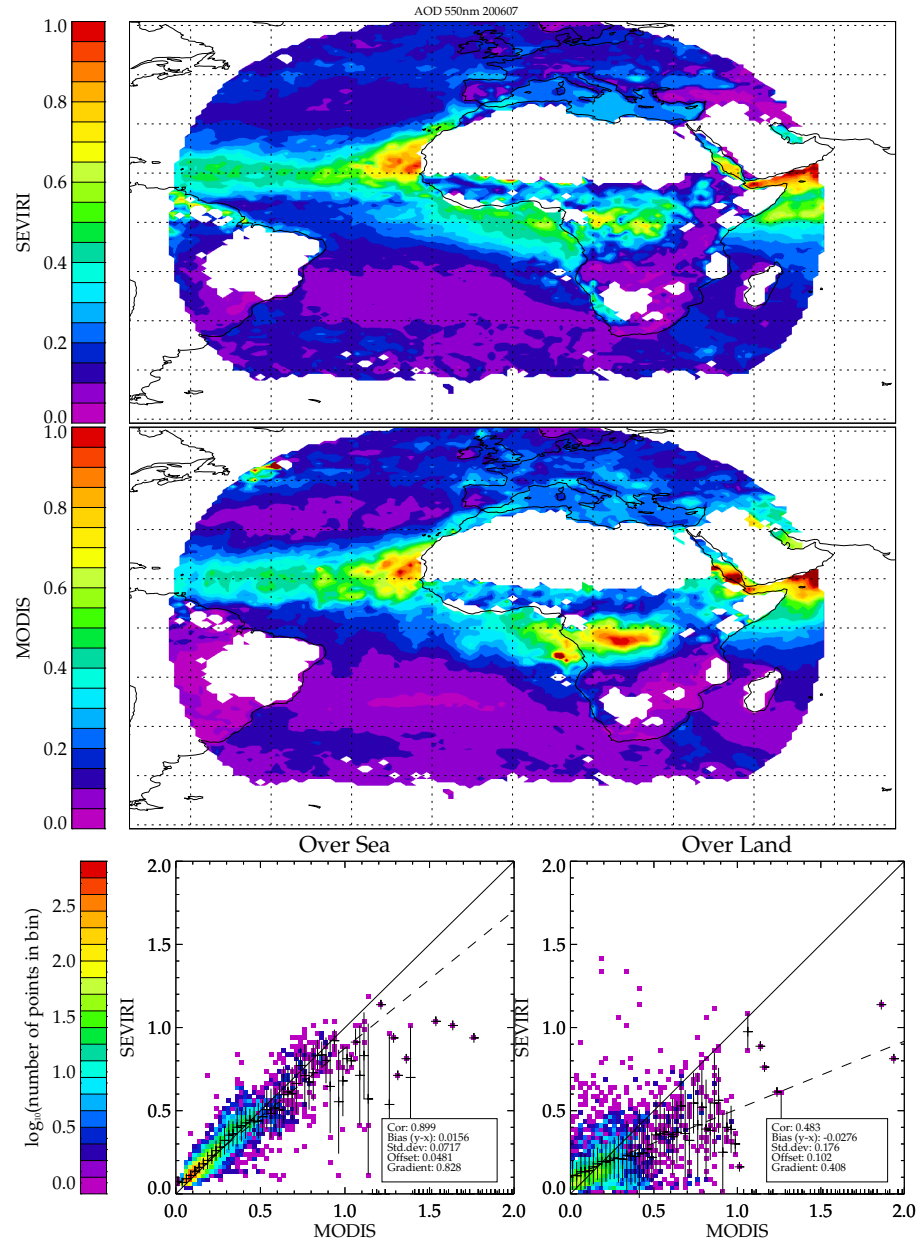 AOD 550nm 200607
1.0
0.8
0.6
0.4
0.2
0.0
SEVIRI
1.0
0.8
0.6
0.4
0.2
0.0
MODIS
Over Sea
Over Land
log₁₀(number of points in bin)
2.5
2.0
1.5
1.0
0.5
0.0
SEVIRI
2.0
1.5
1.0
0.5
0.0
Cor: 0.899
Bias (y-x): 0.0156
Std.dev: 0.0717
Offset: 0.0481
Gradient: 0.828
0.0 0.5 1.0 1.5 2.0
MODIS
SEVIRI
2.0
1.5
1.0
0.5
0.0
Cor: 0.483
Bias (y-x): -0.0276
Std.dev: 0.176
Offset: 0.102
Gradient: 0.408
0.0 0.5 1.0 1.5 2.0
MODIS